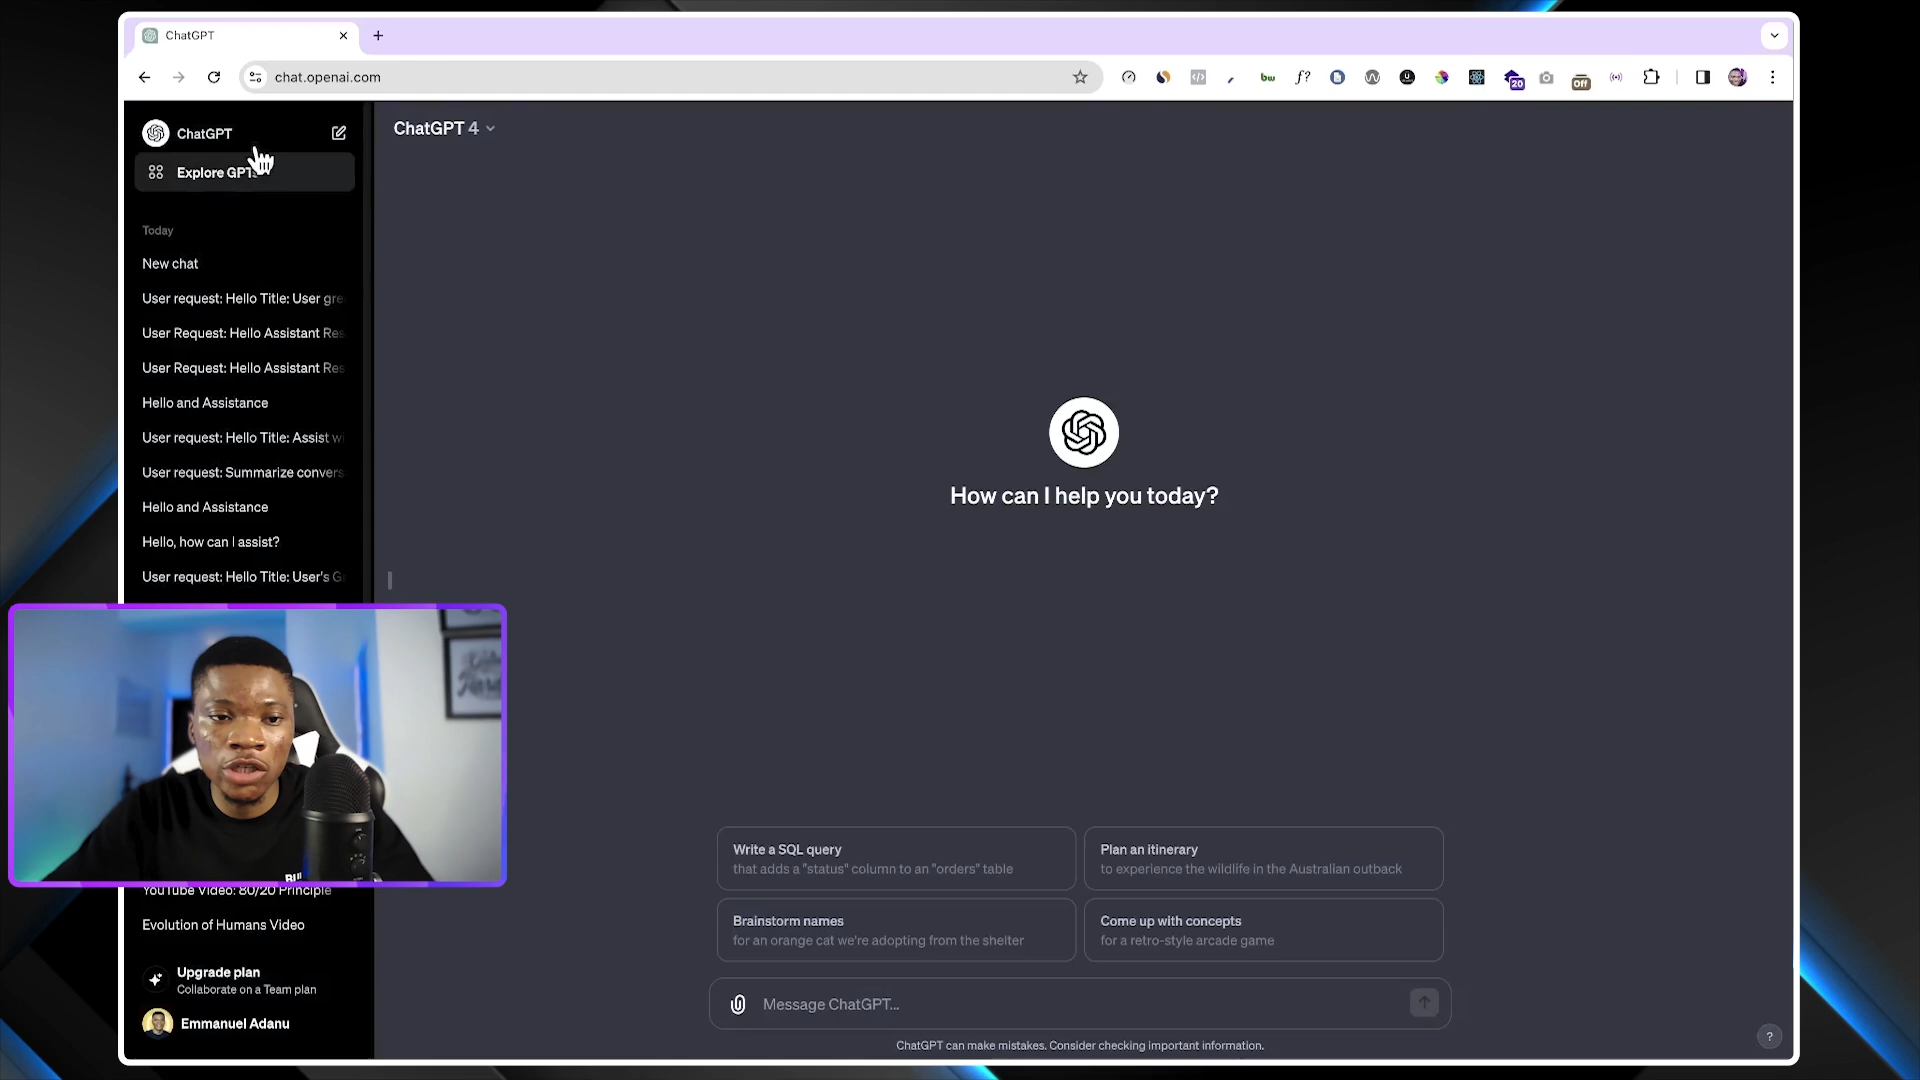 ChatGPT
chat.openai.com
bw
f?
20
Off
ChatGPT
Explore GPTs
Today
New chat
User request: Hello Title: User gre
User Request: Hello Assistant Res
User Request: Hello Assistant Res
Hello and Assistance
User request: Hello Title: Assist wi
User request: Summarize convers
Hello and Assistance
Hello, how can I assist?
User request: Hello Title: User's G
YouTube Video: 80/20 Principle
Evolution of Humans Video
Upgrade plan
Collaborate on a Team plan
Emmanuel Adanu
ChatGPT 4
How can I help you today?
Write a SQL query
that adds a "status" column to an "orders" table
Plan an itinerary
to experience the wildlife in the Australian outback
Brainstorm names
for an orange cat we're adopting from the shelter
Come up with concepts
for a retro-style arcade game
Message ChatGPT...
ChatGPT can make mistakes. Consider checking important information.
?